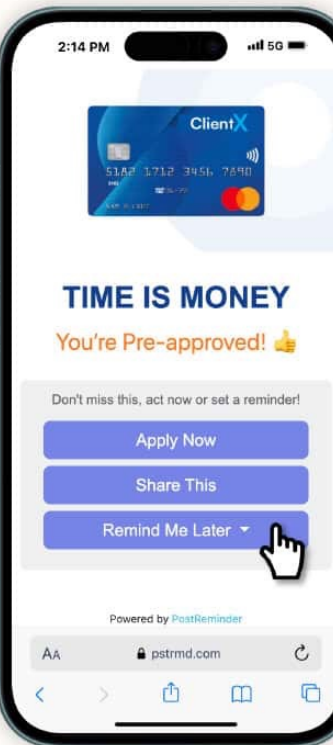 2:14 PM 5G
ClientX
5182 1712 3456 7890
TIME IS MONEY
You're Pre-approved! 👍
Don't miss this, act now or set a reminder!
Apply Now
Share This
Remind Me Later
Powered by PostReminder
AA pstrmd.com